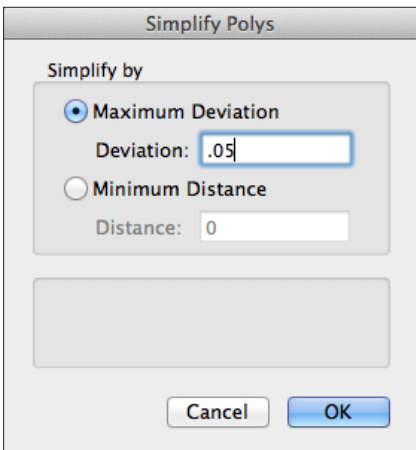 Simplify Polys
Simplify by
Maximum Deviation
Deviation: .05
Minimum Distance
Distance: 0
Cancel OK